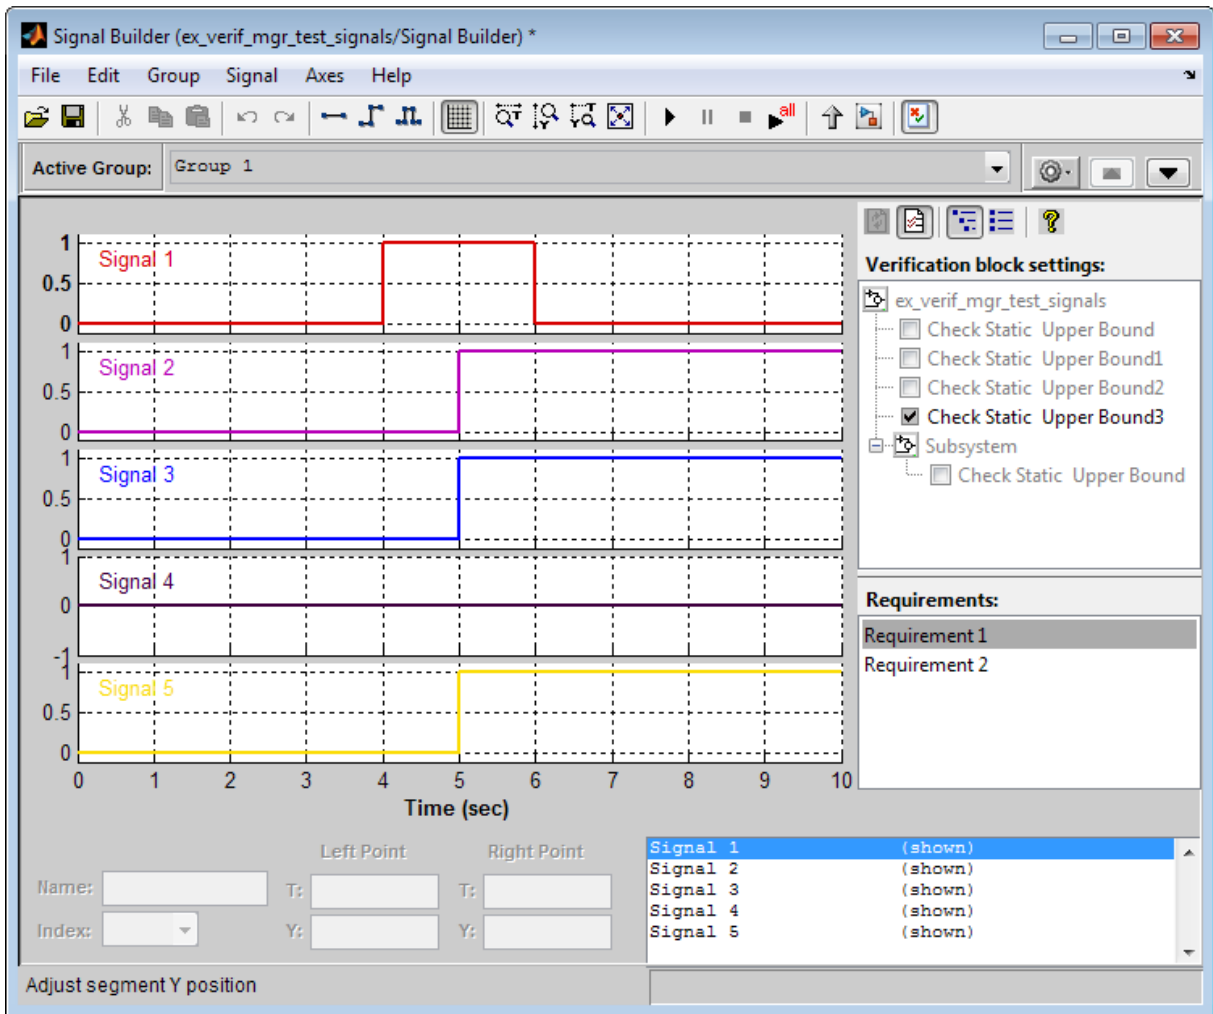 Signal Builder (ex_verif_mgr_test_signals/Signal Builder) *
File Edit Group Signal Axes Help
all
Active Group: Group 1
Verification block settings:
ex_verif_mgr_test_signals
Check Static Upper Bound
Check Static Upper Bound1
Check Static Upper Bound2
Check Static Upper Bound3
Subsystem
Check Static Upper Bound
Requirements:
Requirement 1
Requirement 2
1
Signal 1
0.5
0
1
Signal 2
0.5
0
1
Signal 3
0.5
0
1
Signal 4
0
-1
1
Signal 5
0.5
0
0 1 2 3 4 5 6 7 8 9 10
Time (sec)
Left Point Right Point
Name: T: T:
Index: Y: Y:
Signal 1 (shown)
Signal 2 (shown)
Signal 3 (shown)
Signal 4 (shown)
Signal 5 (shown)
Adjust segment Y position